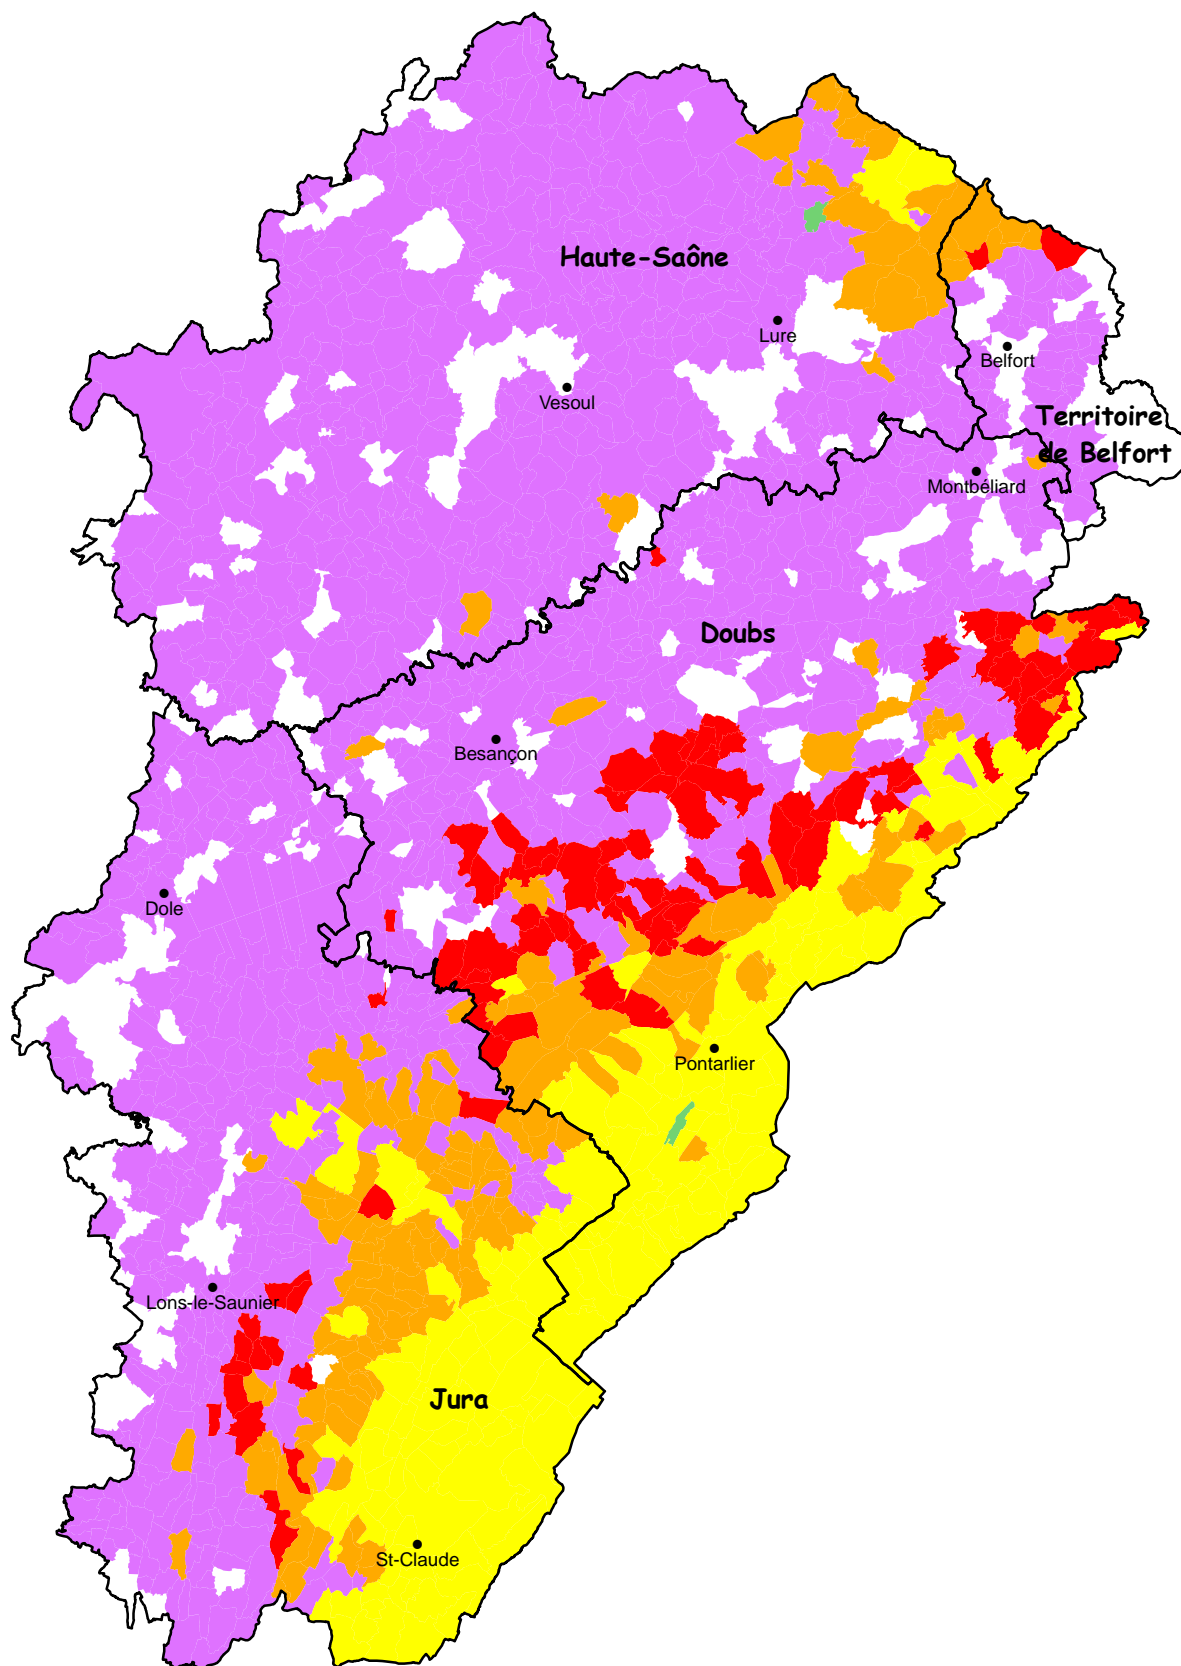 Haute-Saône
Lure
Belfort
Vesoul
Territoire
de Belfort
Montbéliard
Doubs
Besançon
Dole
Pontarlier
Lons-le-Saunier
Jura
St-Claude